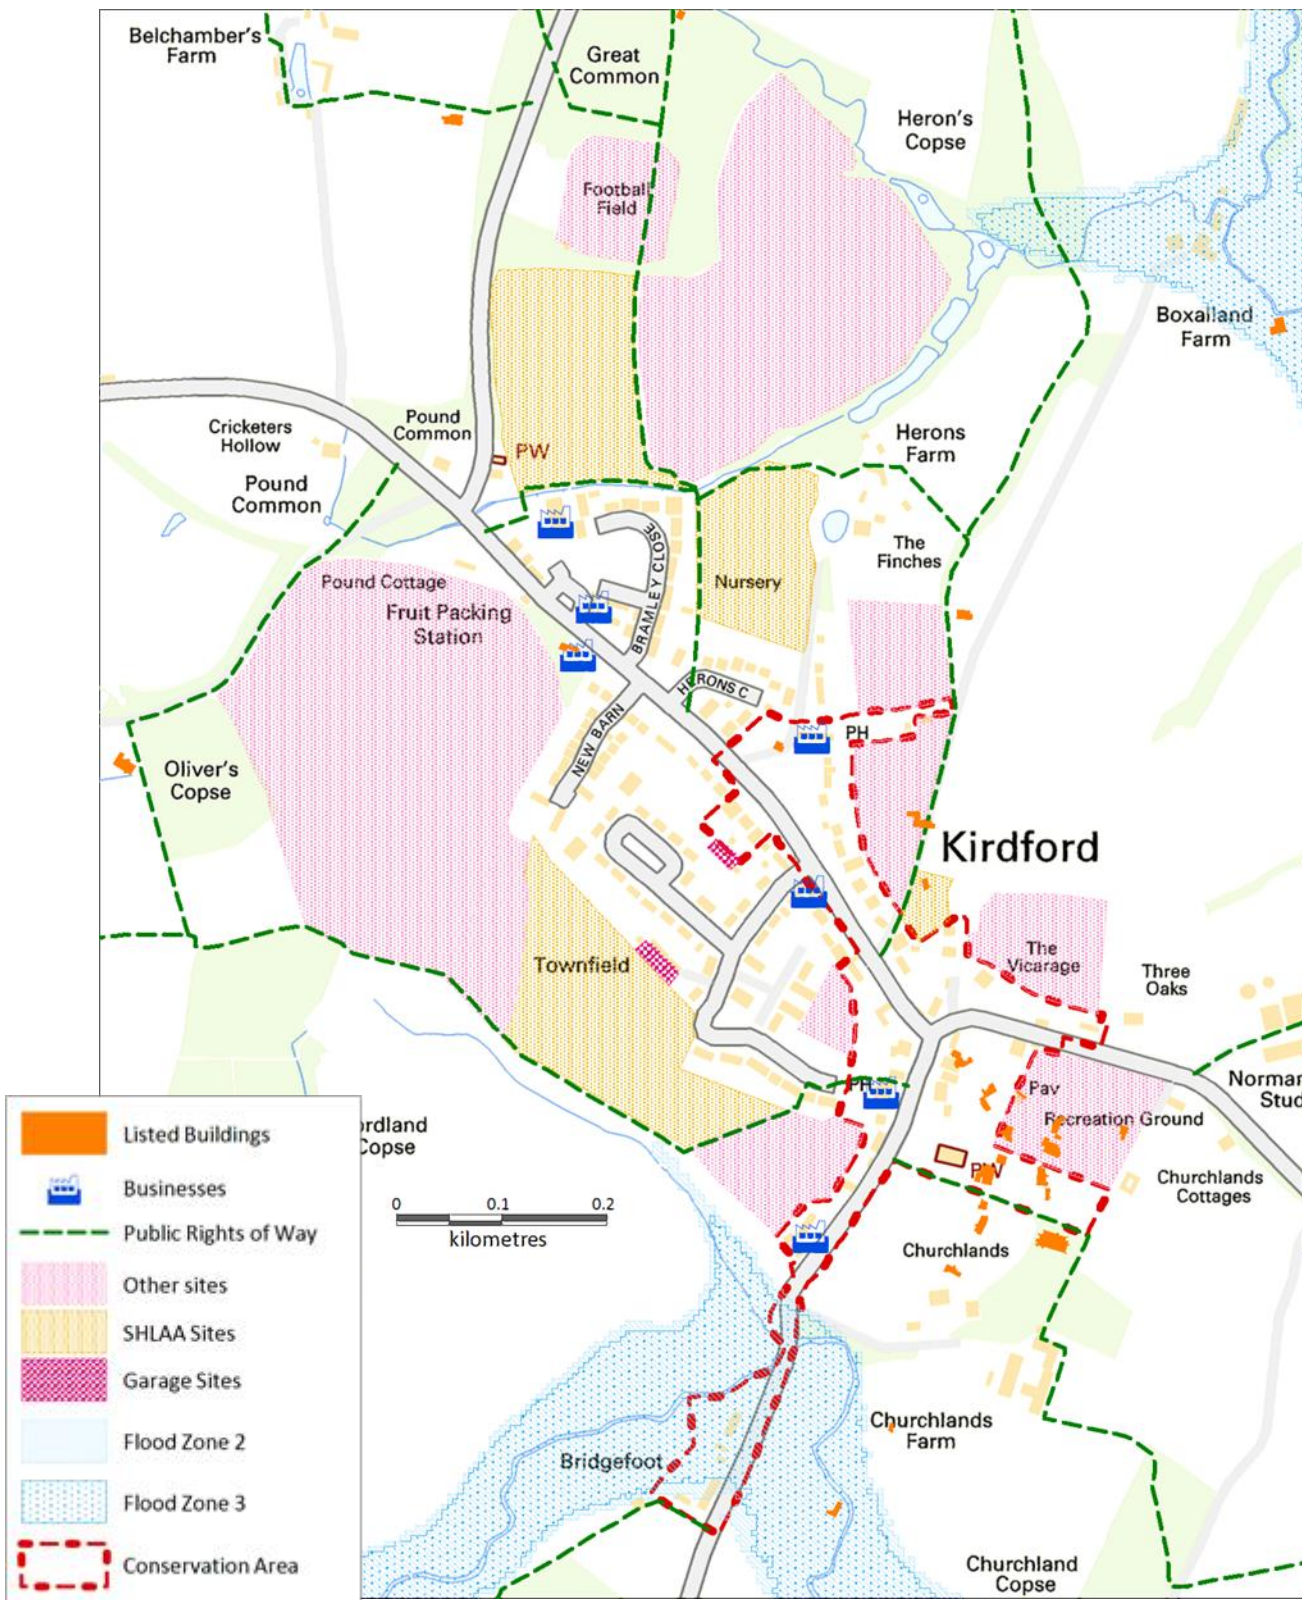 Belchamber's
Farm
Great
Common
Heron's
Copse
Football
Field
Boxalland
Farm
Cricketers
Hollow
Pound
Common
PW
Herons
Farm
Pound
Common
BRAMLEY CLOSE
The
Finches
Pound Cottage
Nursery
Fruit Packing
Station
HERONS C
NEW BARN
PH
Oliver's
Copse
Kirdford
Townfield
The
Vicarage
Three
Oaks
PH
Pav
Norman
Stud
Recreation Ground
ordland
Copse
PW
Churchlands
Cottages
0 0.1 0.2
kilometres
Churchlands
Churchlands
Farm
Bridgefoot
Churchland
Copse
Listed Buildings
Businesses
Public Rights of Way
Other sites
SHLAA Sites
Garage Sites
Flood Zone 2
Flood Zone 3
Conservation Area